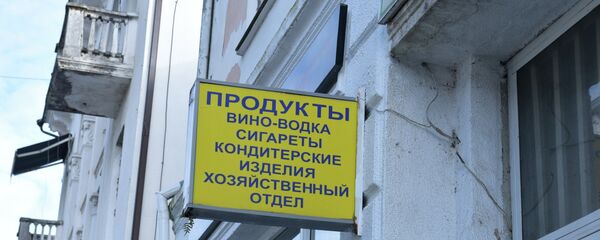 ПРОДУКТЫ
ВИНО-ВОДКА
СИГАРЕТЫ
КОНДИТЕРСКИЕ
ИЗДЕЛИЯ
ХОЗЯЙСТВЕННЫЙ
ОТДЕЛ